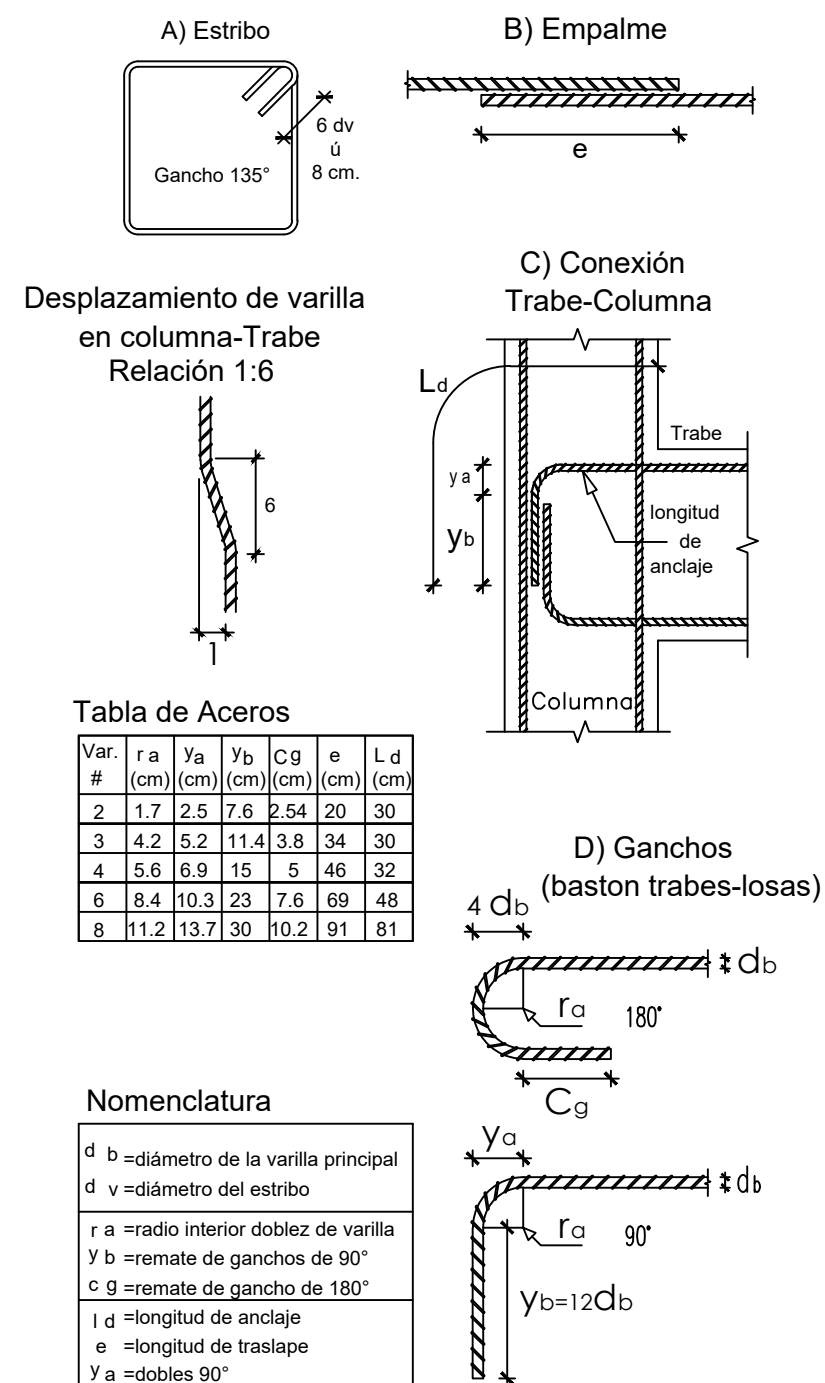 A) Estribo
6 dv
ú
8 cm.
Gancho 135°
B) Empalme
e
Desplazamiento de varilla
en columna-Trabe
Relación 1:6
6
1
C) Conexión
Trabe-Columna
Ld
Trabe
ya
yb
longitud
de
anclaje
Columna
Tabla de Aceros
Var. # ra (cm) ya (cm) yb (cm) Cg (cm) e (cm) Ld (cm)
2 1.7 2.5 7.6 2.54 20 30
3 4.2 5.2 11.4 3.8 34 30
4 5.6 6.9 15 5 46 32
6 8.4 10.3 23 7.6 69 48
8 11.2 13.7 30 10.2 91 81
D) Ganchos
(baston trabes-losas)
4 db
db
ra 180°
Cg
ya
db
ra 90°
yb=12db
Nomenclatura
d b =diámetro de la varilla principal
d v =diámetro del estribo
r a =radio interior doblez de varilla
y b =remate de ganchos de 90°
c g =remate de gancho de 180°
l d =longitud de anclaje
e =longitud de traslape
y a =dobles 90°